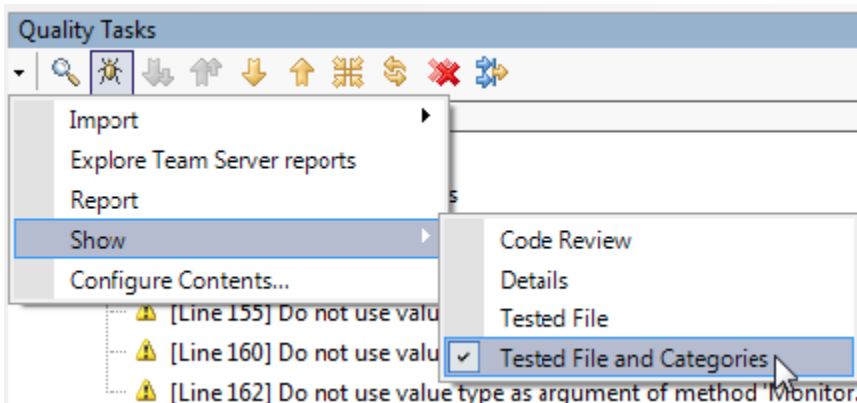 Quality Tasks
Import
Explore Team Server reports
Report
Show
Configure Contents...
Code Review
Details
Tested File
Tested File and Categories
[Line 155] Do not use valu
[Line 160] Do not use valu
[Line 162] Do not use value type as argument of method 'Monitor.